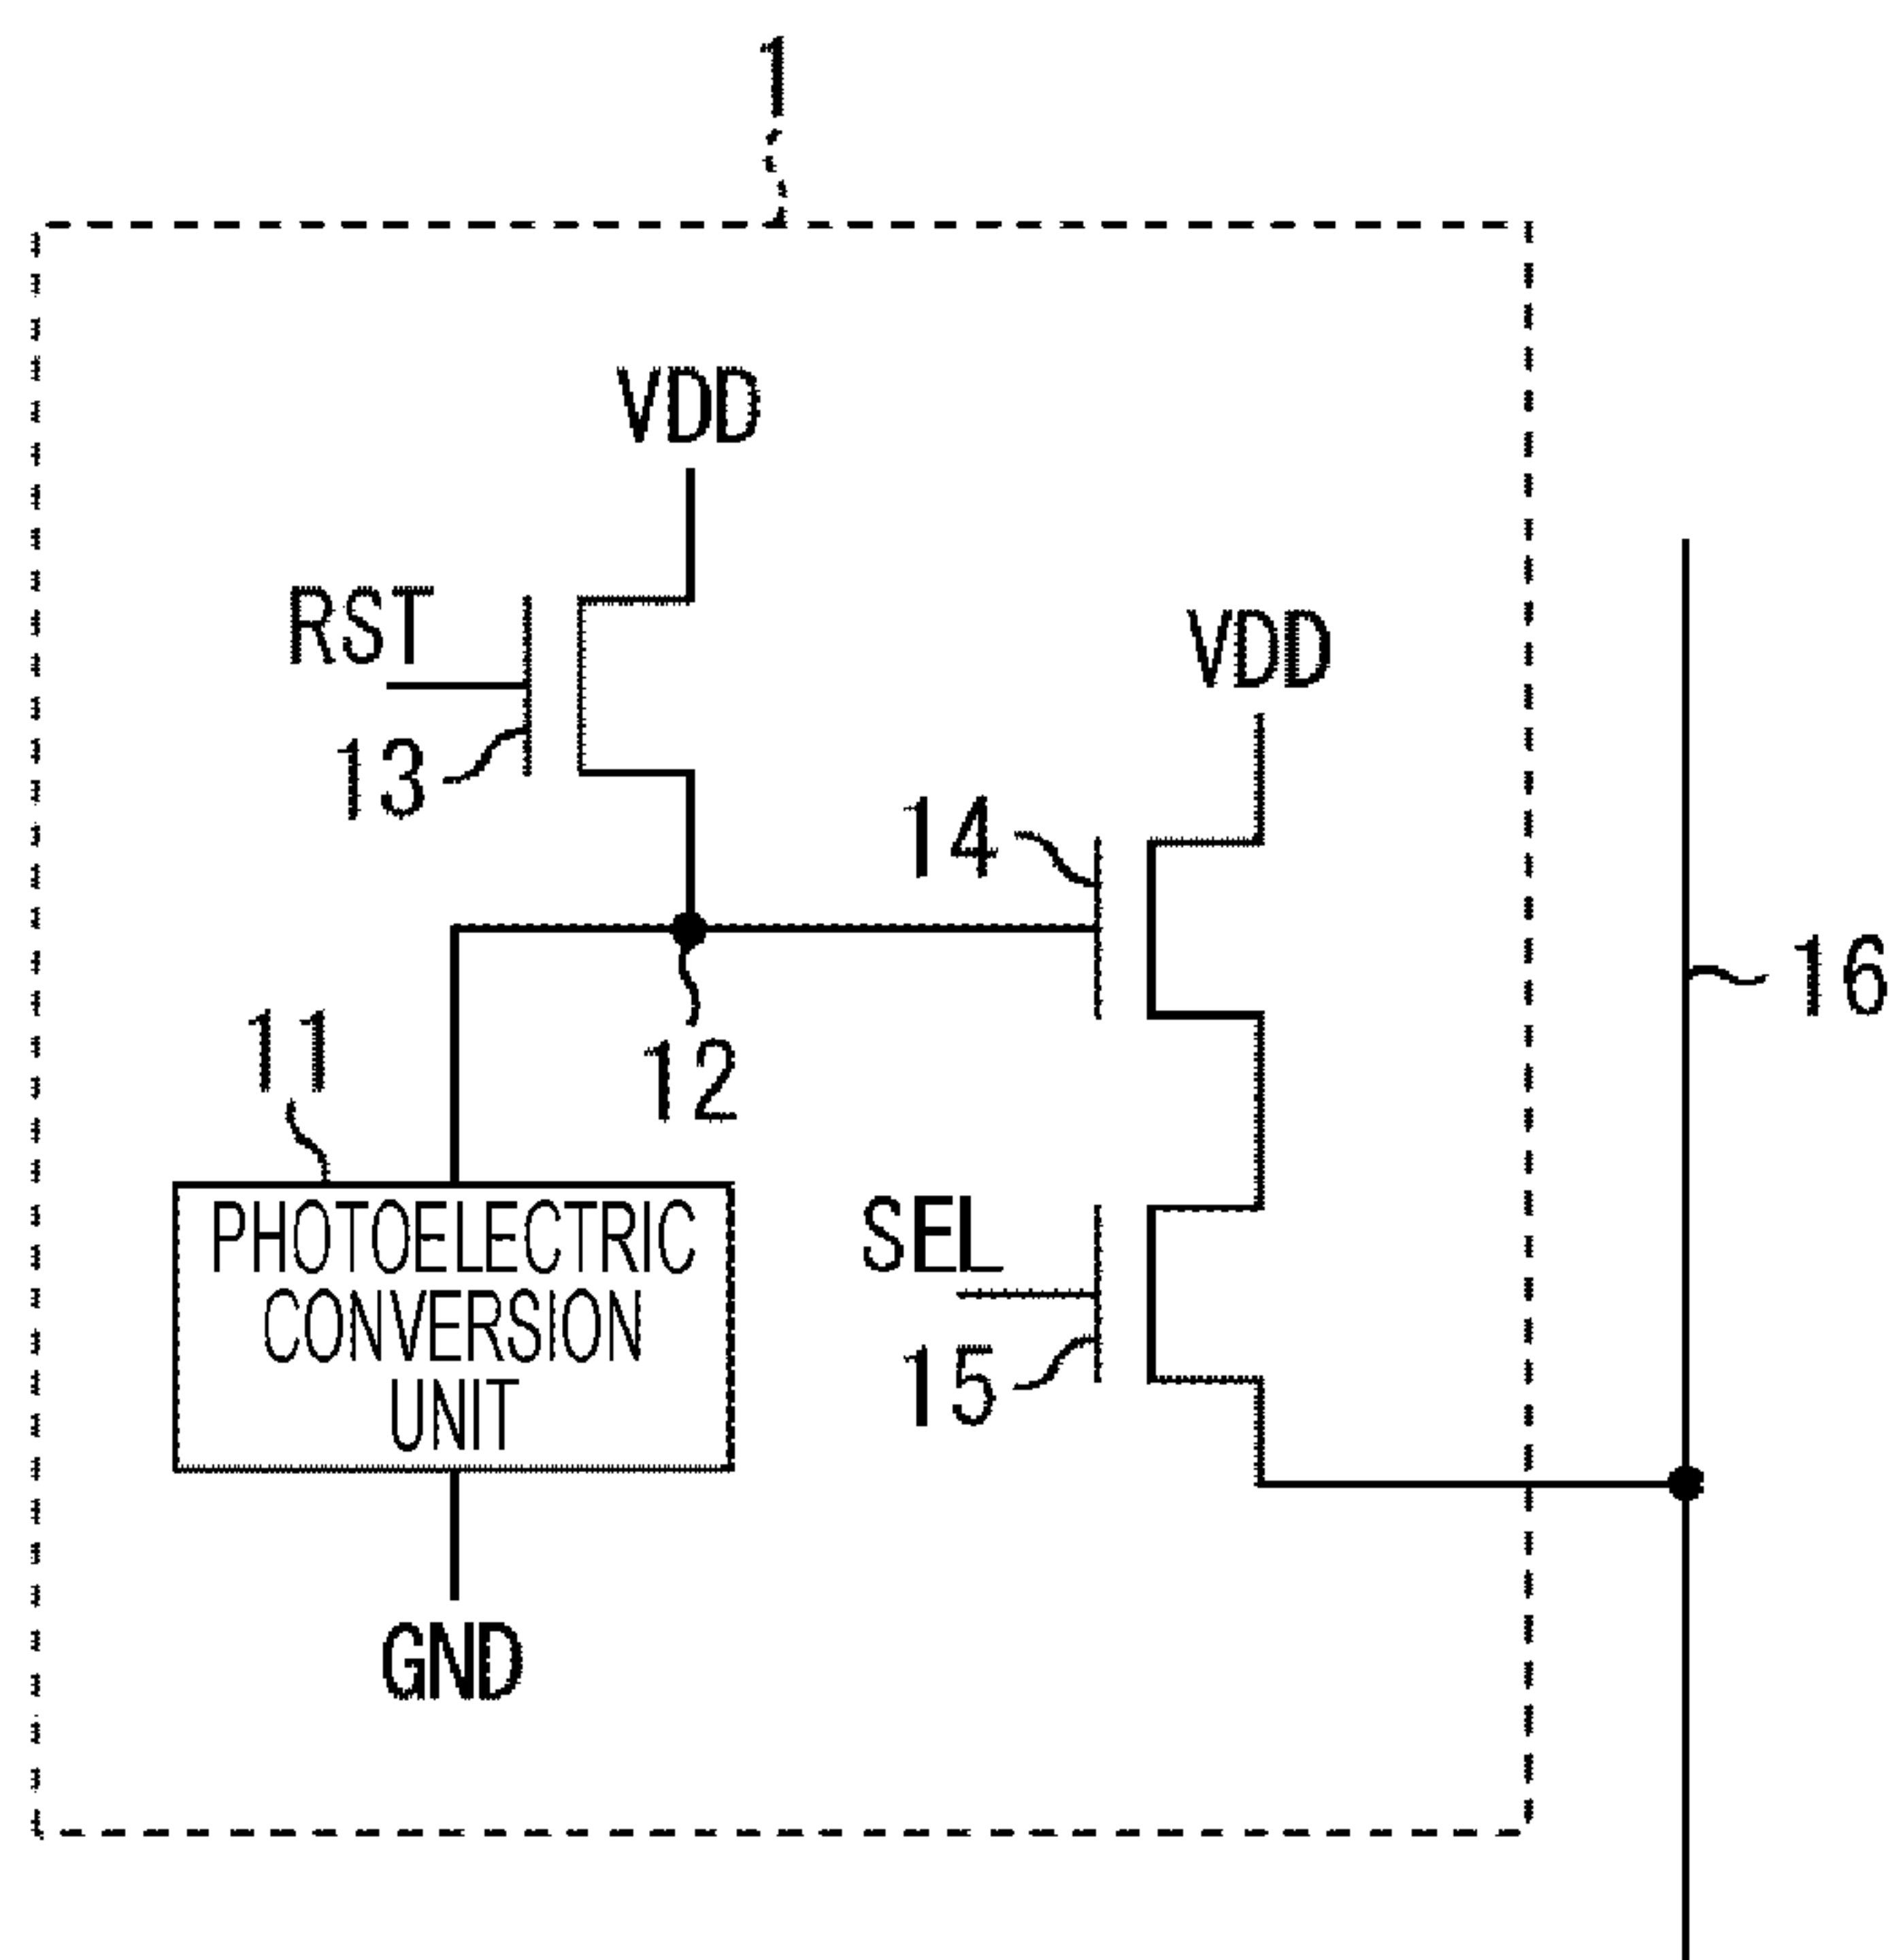 1
VDD
RST
VDD
13
14
16
12
11
PHOTOELECTRIC
CONVERSION
UNIT
SEL
15
GND